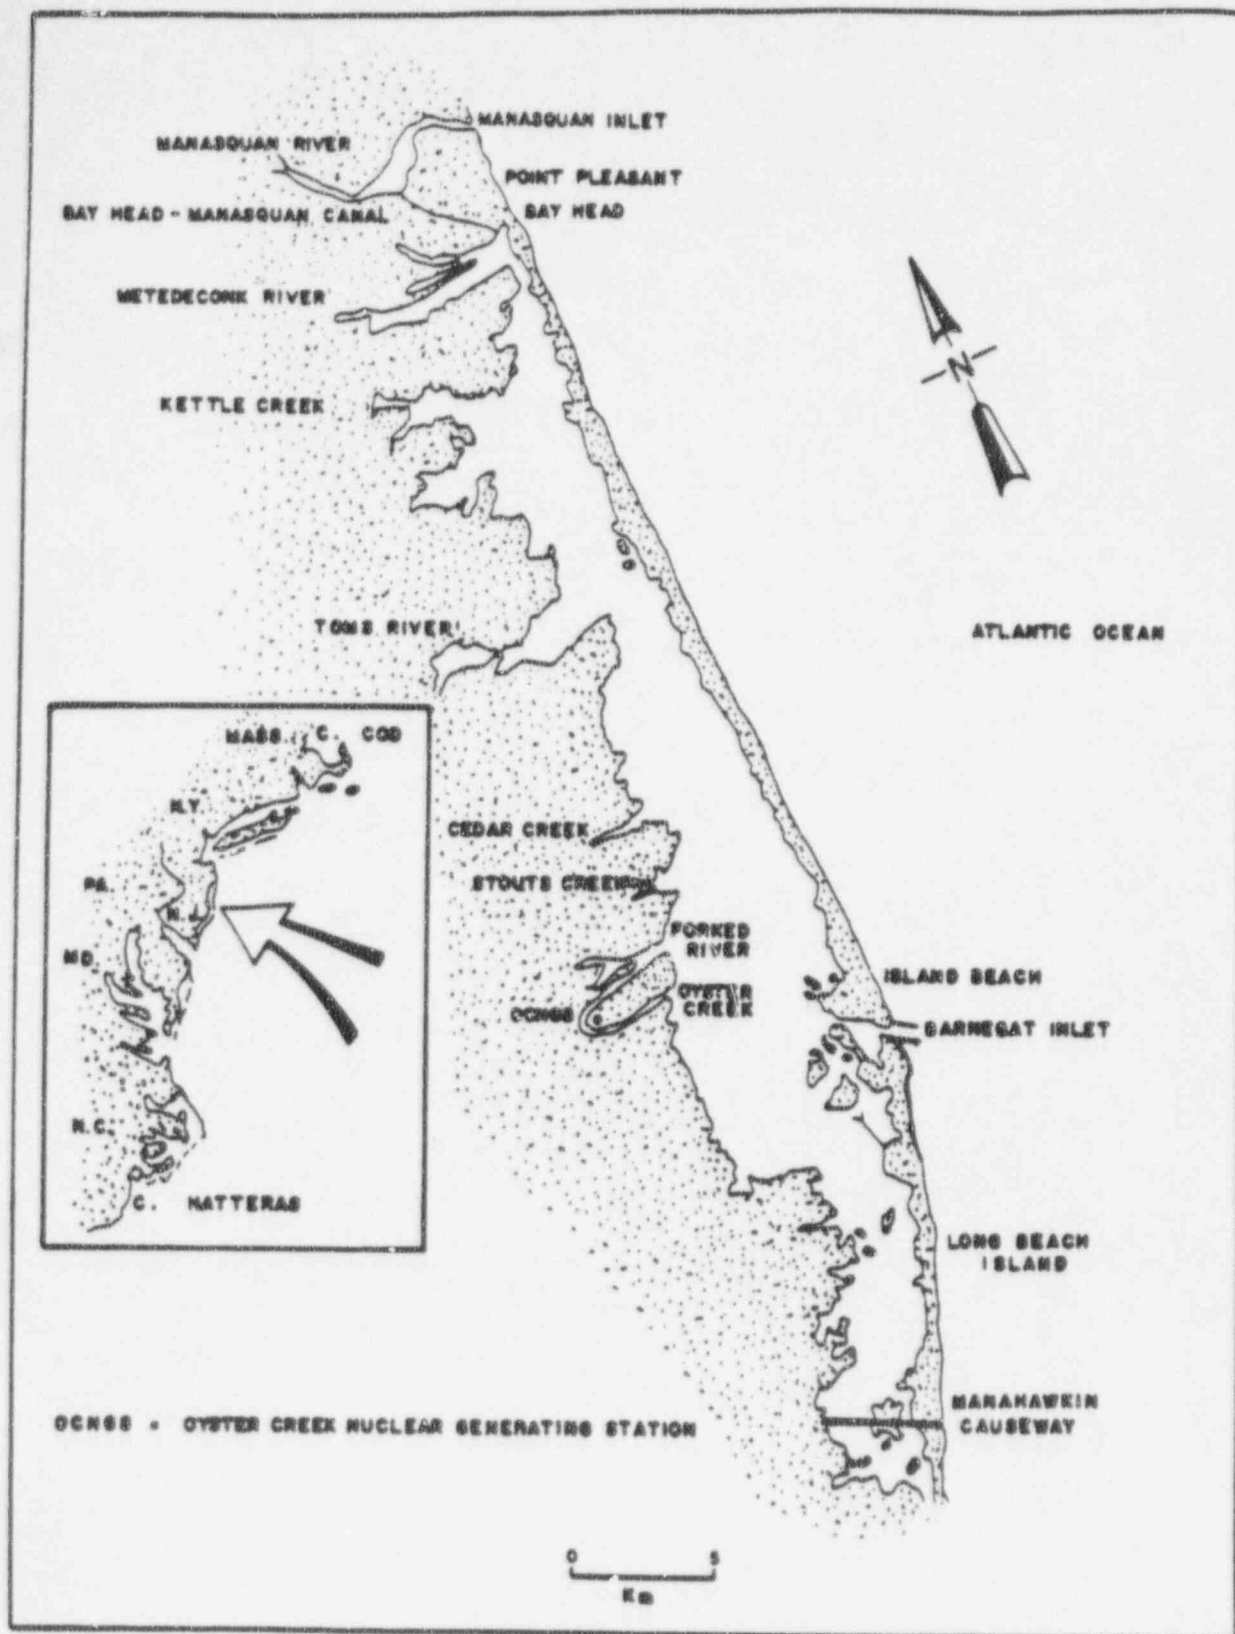 MANASQUAN INLET
MANASQUAN RIVER
POINT PLEASANT
BAY HEAD - MANASQUAN CANAL
BAY HEAD
METEDECONK RIVER
N
KETTLE CREEK
TOMS RIVER
ATLANTIC OCEAN
MASS.
C. COD
N.Y.
PA.
N.J.
MD.
N.C.
C. HATTERAS
CEDAR CREEK
STOUTS CREEK
FORKED
RIVER
OCNGS
OYSTER
CREEK
ISLAND BEACH
BARNEGAT INLET
LONG BEACH
ISLAND
MANAHAWKIN
CAUSEWAY
OCNGS = OYSTER CREEK NUCLEAR GENERATING STATION
0 5
Km